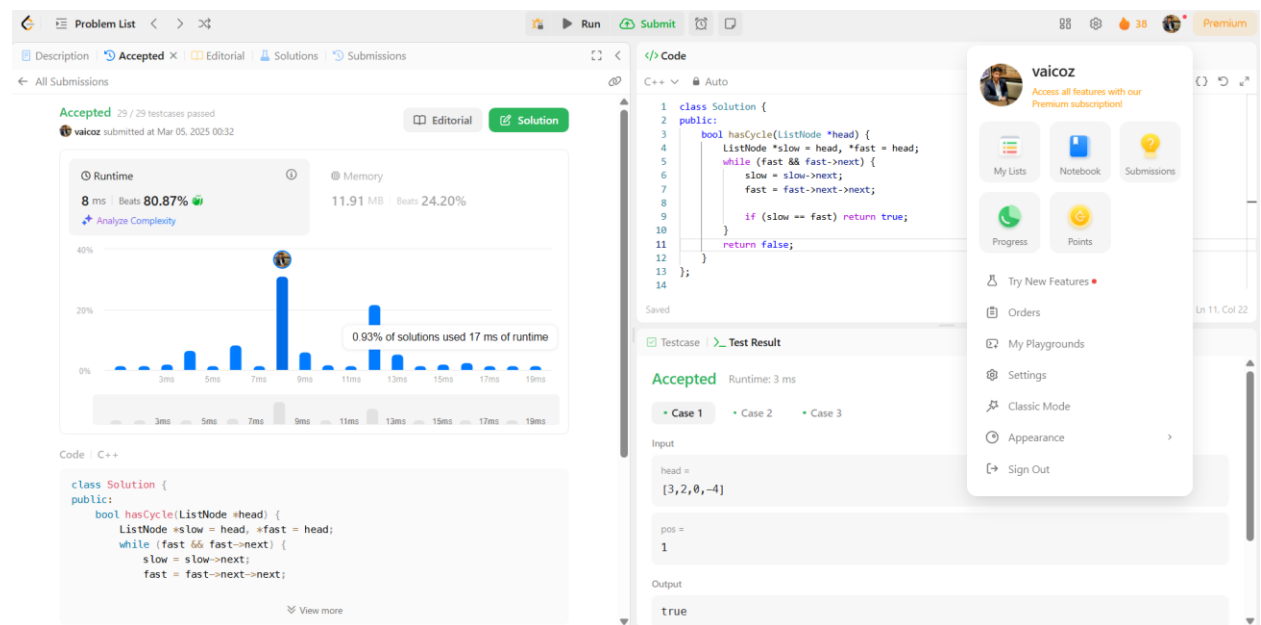 Problem List
Run
Submit
38
Premium
Description
Accepted
Editorial
Solutions
Submissions
All Submissions
Accepted 29 / 29 testcases passed
vaicoz submitted at Mar 05, 2025 00:32
Editorial
Solution
Runtime
8 ms Beats 80.87%
Analyze Complexity
Memory
11.91 MB Beats 24.20%
40%
20%
0%
0.93% of solutions used 17 ms of runtime
3ms 5ms 7ms 9ms 11ms 13ms 15ms 17ms 19ms
3ms 5ms 7ms 9ms 11ms 13ms 15ms 17ms 19ms
Code C++
class Solution {
public:
    bool hasCycle(ListNode *head) {
        ListNode *slow = head, *fast = head;
        while (fast && fast->next) {
            slow = slow->next;
            fast = fast->next->next;
View more
</> Code
C++ Auto
1 class Solution {
2 public:
3     bool hasCycle(ListNode *head) {
4         ListNode *slow = head, *fast = head;
5         while (fast && fast->next) {
6             slow = slow->next;
7             fast = fast->next->next;
8
9             if (slow == fast) return true;
10         }
11         return false;
12     }
13 };
14
Saved
Ln 11, Col 22
Testcase
>_ Test Result
Accepted Runtime: 3 ms
Case 1 Case 2 Case 3
Input
head =
[3,2,0,-4]
pos =
1
Output
true
vaicoz
Access all features with our
Premium subscription!
My Lists
Notebook
Submissions
Progress
Points
Try New Features
Orders
My Playgrounds
Settings
Classic Mode
Appearance
Sign Out